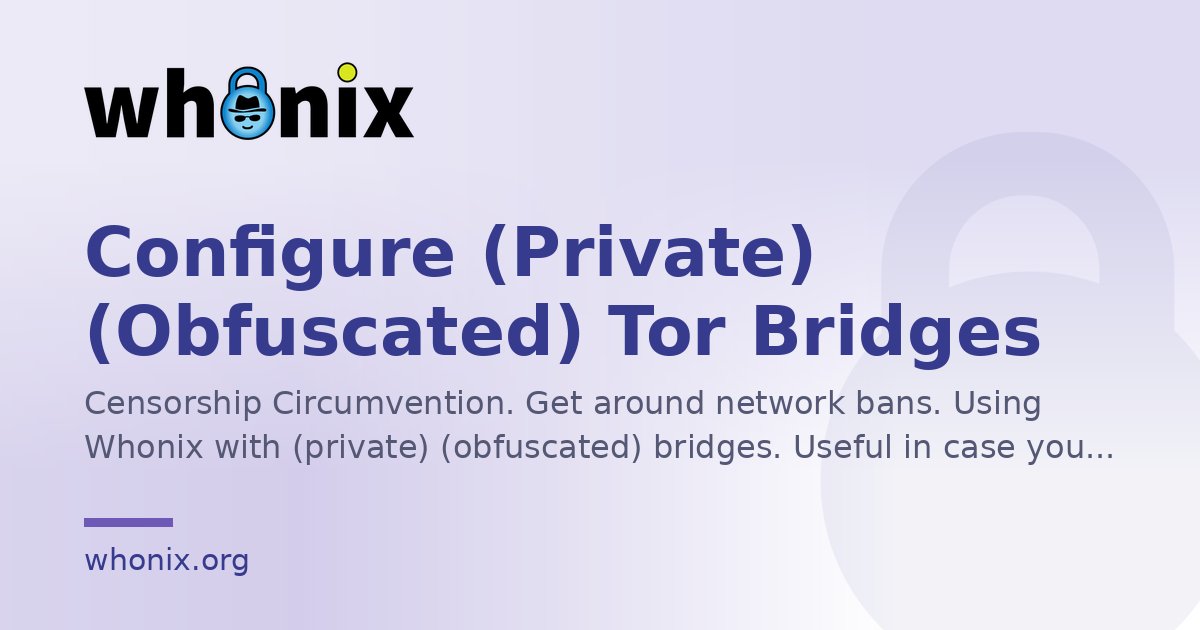 whonix
Configure (Private)
(Obfuscated) Tor Bridges
Censorship Circumvention. Get around network bans. Using
Whonix with (private) (obfuscated) bridges. Useful in case you...
whonix.org